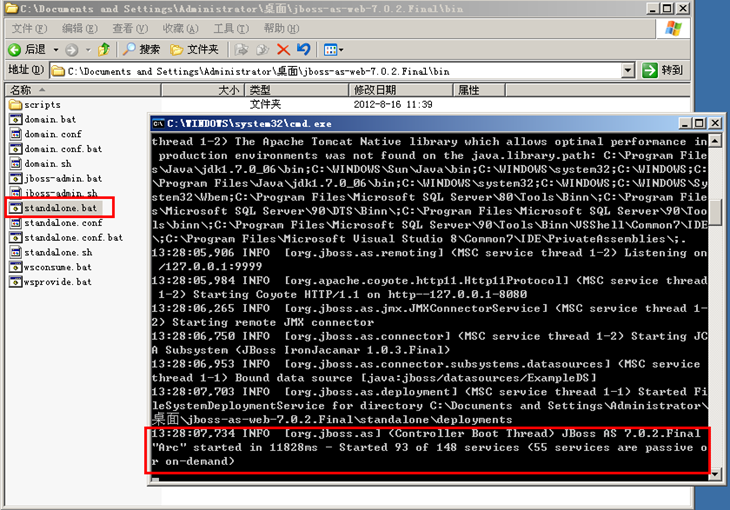 C:\Documents and Settings\Administrator\桌面\jboss-as-web-7.0.2.Final\bin
文件(F) 编辑(E) 查看(V) 收藏(A) 工具(T) 帮助(H)
后退 搜索 文件夹
地址(D) C:\Documents and Settings\Administrator\桌面\jboss-as-web-7.0.2.Final\bin 转到
名称 大小 类型 修改日期 属性
scripts 文件夹 2012-8-16 11:39
domain.bat
domain.conf
domain.conf.bat
domain.sh
jboss-admin.bat
jboss-admin.sh
standalone.bat
standalone.conf
standalone.conf.bat
standalone.sh
wsconsume.bat
wsprovide.bat
C:\WINDOWS\system32\cmd.exe
thread 1-2) The Apache Tomcat Native library which allows optimal performance in
production environments was not found on the java.library.path: C:\Program File
s\Java\jdk1.7.0_06\bin;C:\WINDOWS\Sun\Java\bin;C:\WINDOWS\system32;C:\WINDOWS;C:
\Program Files\Java\jdk1.7.0_06\bin;C:\WINDOWS\system32;C:\WINDOWS;C:\WINDOWS\Sy
stem32\Wbem;C:\Program Files\Microsoft SQL Server\80\Tools\Binn\;C:\Program File
s\Microsoft SQL Server\90\DTS\Binn\;C:\Program Files\Microsoft SQL Server\90\Too
ls\binn\;C:\Program Files\Microsoft SQL Server\90\Tools\Binn\VSShell\Common7\IDE
\;C:\Program Files\Microsoft Visual Studio 8\Common7\IDE\PrivateAssemblies\;.
13:28:05,906 INFO [org.jboss.as.remoting] (MSC service thread 1-2) Listening on
/127.0.0.1:9999
13:28:05,984 INFO [org.apache.coyote.http11.Http11Protocol] (MSC service thread
1-2) Starting Coyote HTTP/1.1 on http--127.0.0.1-8080
13:28:06,265 INFO [org.jboss.as.jmx.JMXConnectorService] (MSC service thread 1-
2) Starting remote JMX connector
13:28:06,750 INFO [org.jboss.as.connector] (MSC service thread 1-2) Starting JC
A Subsystem (JBoss IronJacamar 1.0.3.Final)
13:28:06,953 INFO [org.jboss.as.connector.subsystems.datasources] (MSC service
thread 1-1) Bound data source [java:jboss/datasources/ExampleDS]
13:28:07,703 INFO [org.jboss.as.deployment] (MSC service thread 1-1) Started Fi
leSystemDeploymentService for directory C:\Documents and Settings\Administrator\
桌面\jboss-as-web-7.0.2.Final\standalone\deployments
13:28:07,734 INFO [org.jboss.as] (Controller Boot Thread) JBoss AS 7.0.2.Final
"Arc" started in 11828ms - Started 93 of 148 services (55 services are passive o
r on-demand)